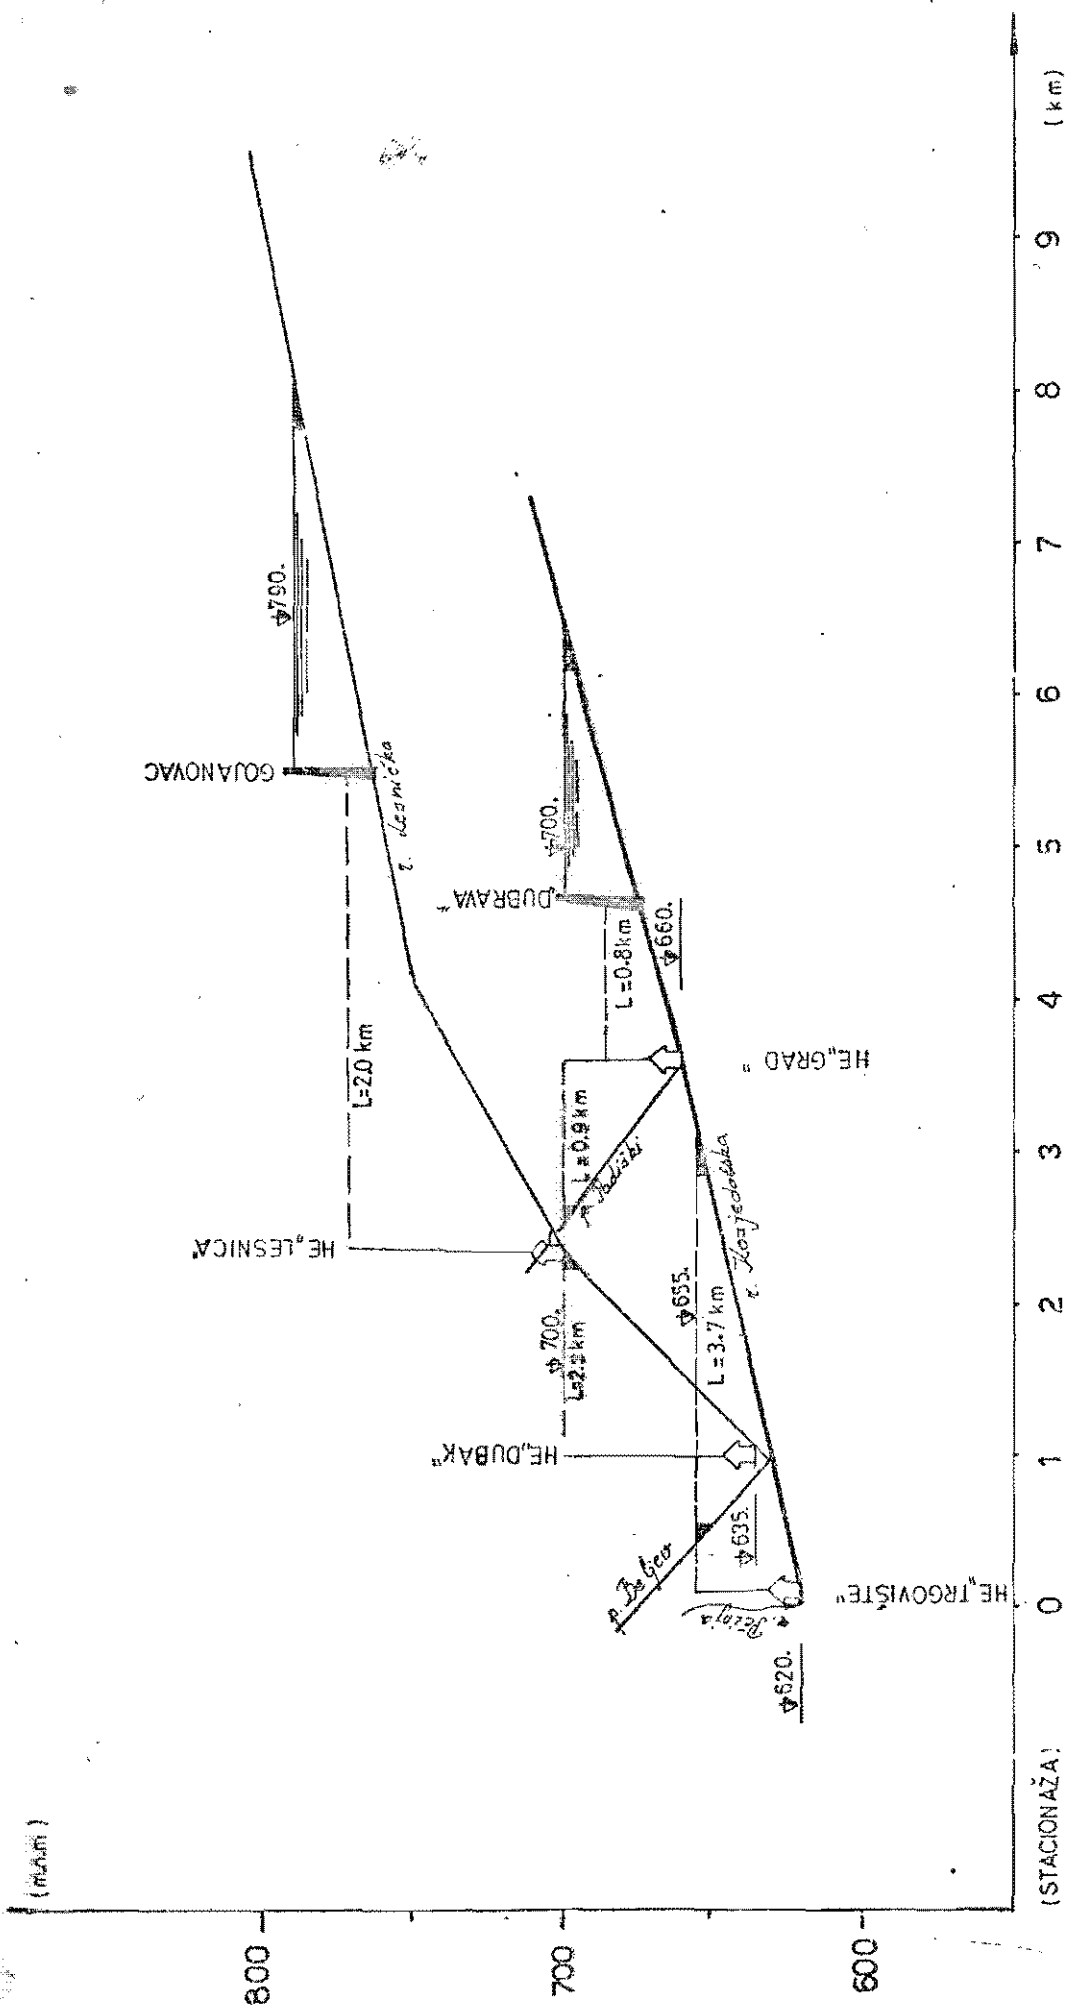 (m.n.m)
800
700
600
(STACIONAŽA)
0
1
2
3
4
5
6
7
8
9
(km)
GOJANOVAC
790.
L=2.0 km
HE„LESNICA"
700.
HE„DUBAK"
635.
L=0.9 km
„DUBRAVA"
700.
L=0.8km
660.
HE„GRAD"
655.
L=3.7 km
HE„TRGOVIŠTE"
620.
r. Lesnička
r. Kozjedolska
r. Pčinja